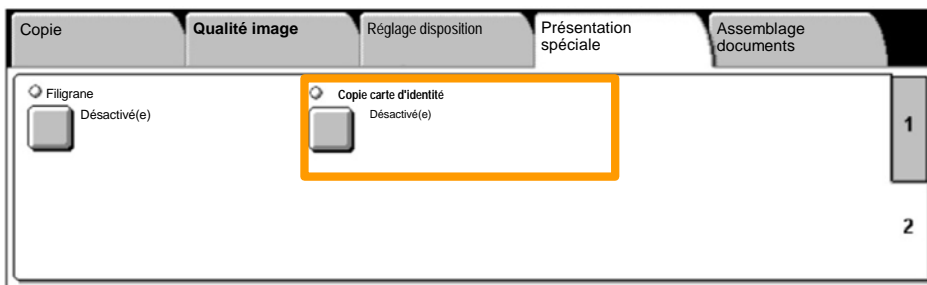 Copie
Qualité image
Réglage disposition
Présentation
spéciale
Assemblage
documents
Filigrane
Désactivé(e)
Copie carte d'identité
Désactivé(e)
1
2